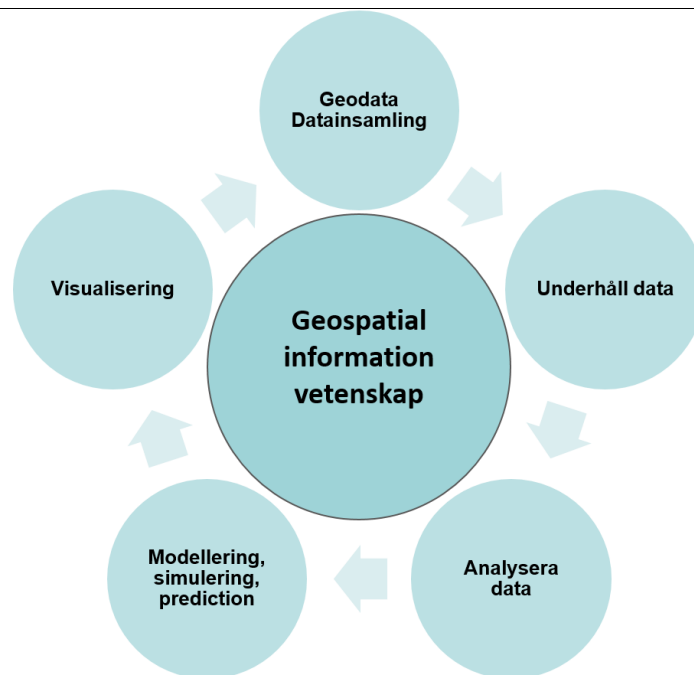 Geodata
Datainsamling
Visualisering
Underhåll data
Geospatial
information
vetenskap
Modellering,
simulering,
prediction
Analysera
data